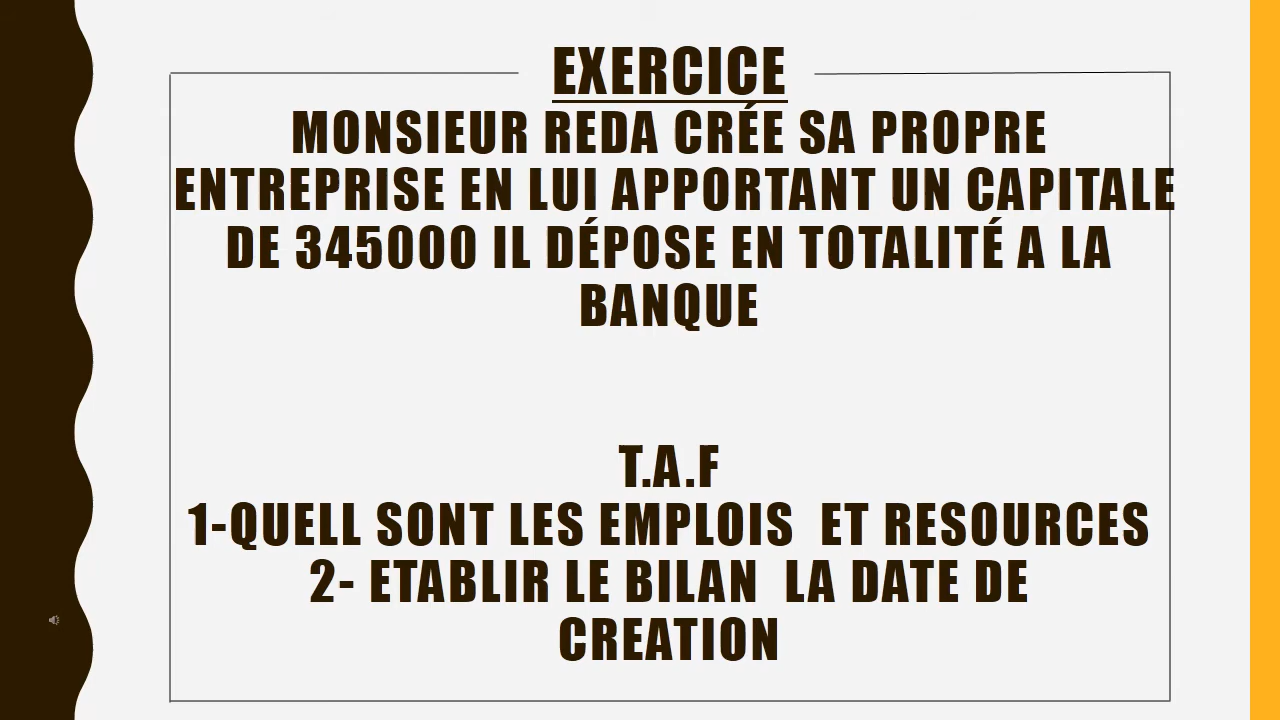 EXERCICE
MONSIEUR REDA CRÉE SA PROPRE
ENTREPRISE EN LUI APPORTANT UN CAPITALE
DE 345000 IL DÉPOSE EN TOTALITÉ A LA
BANQUE
T.A.F
1-QUELL SONT LES EMPLOIS ET RESOURCES
2- ETABLIR LE BILAN LA DATE DE
CREATION